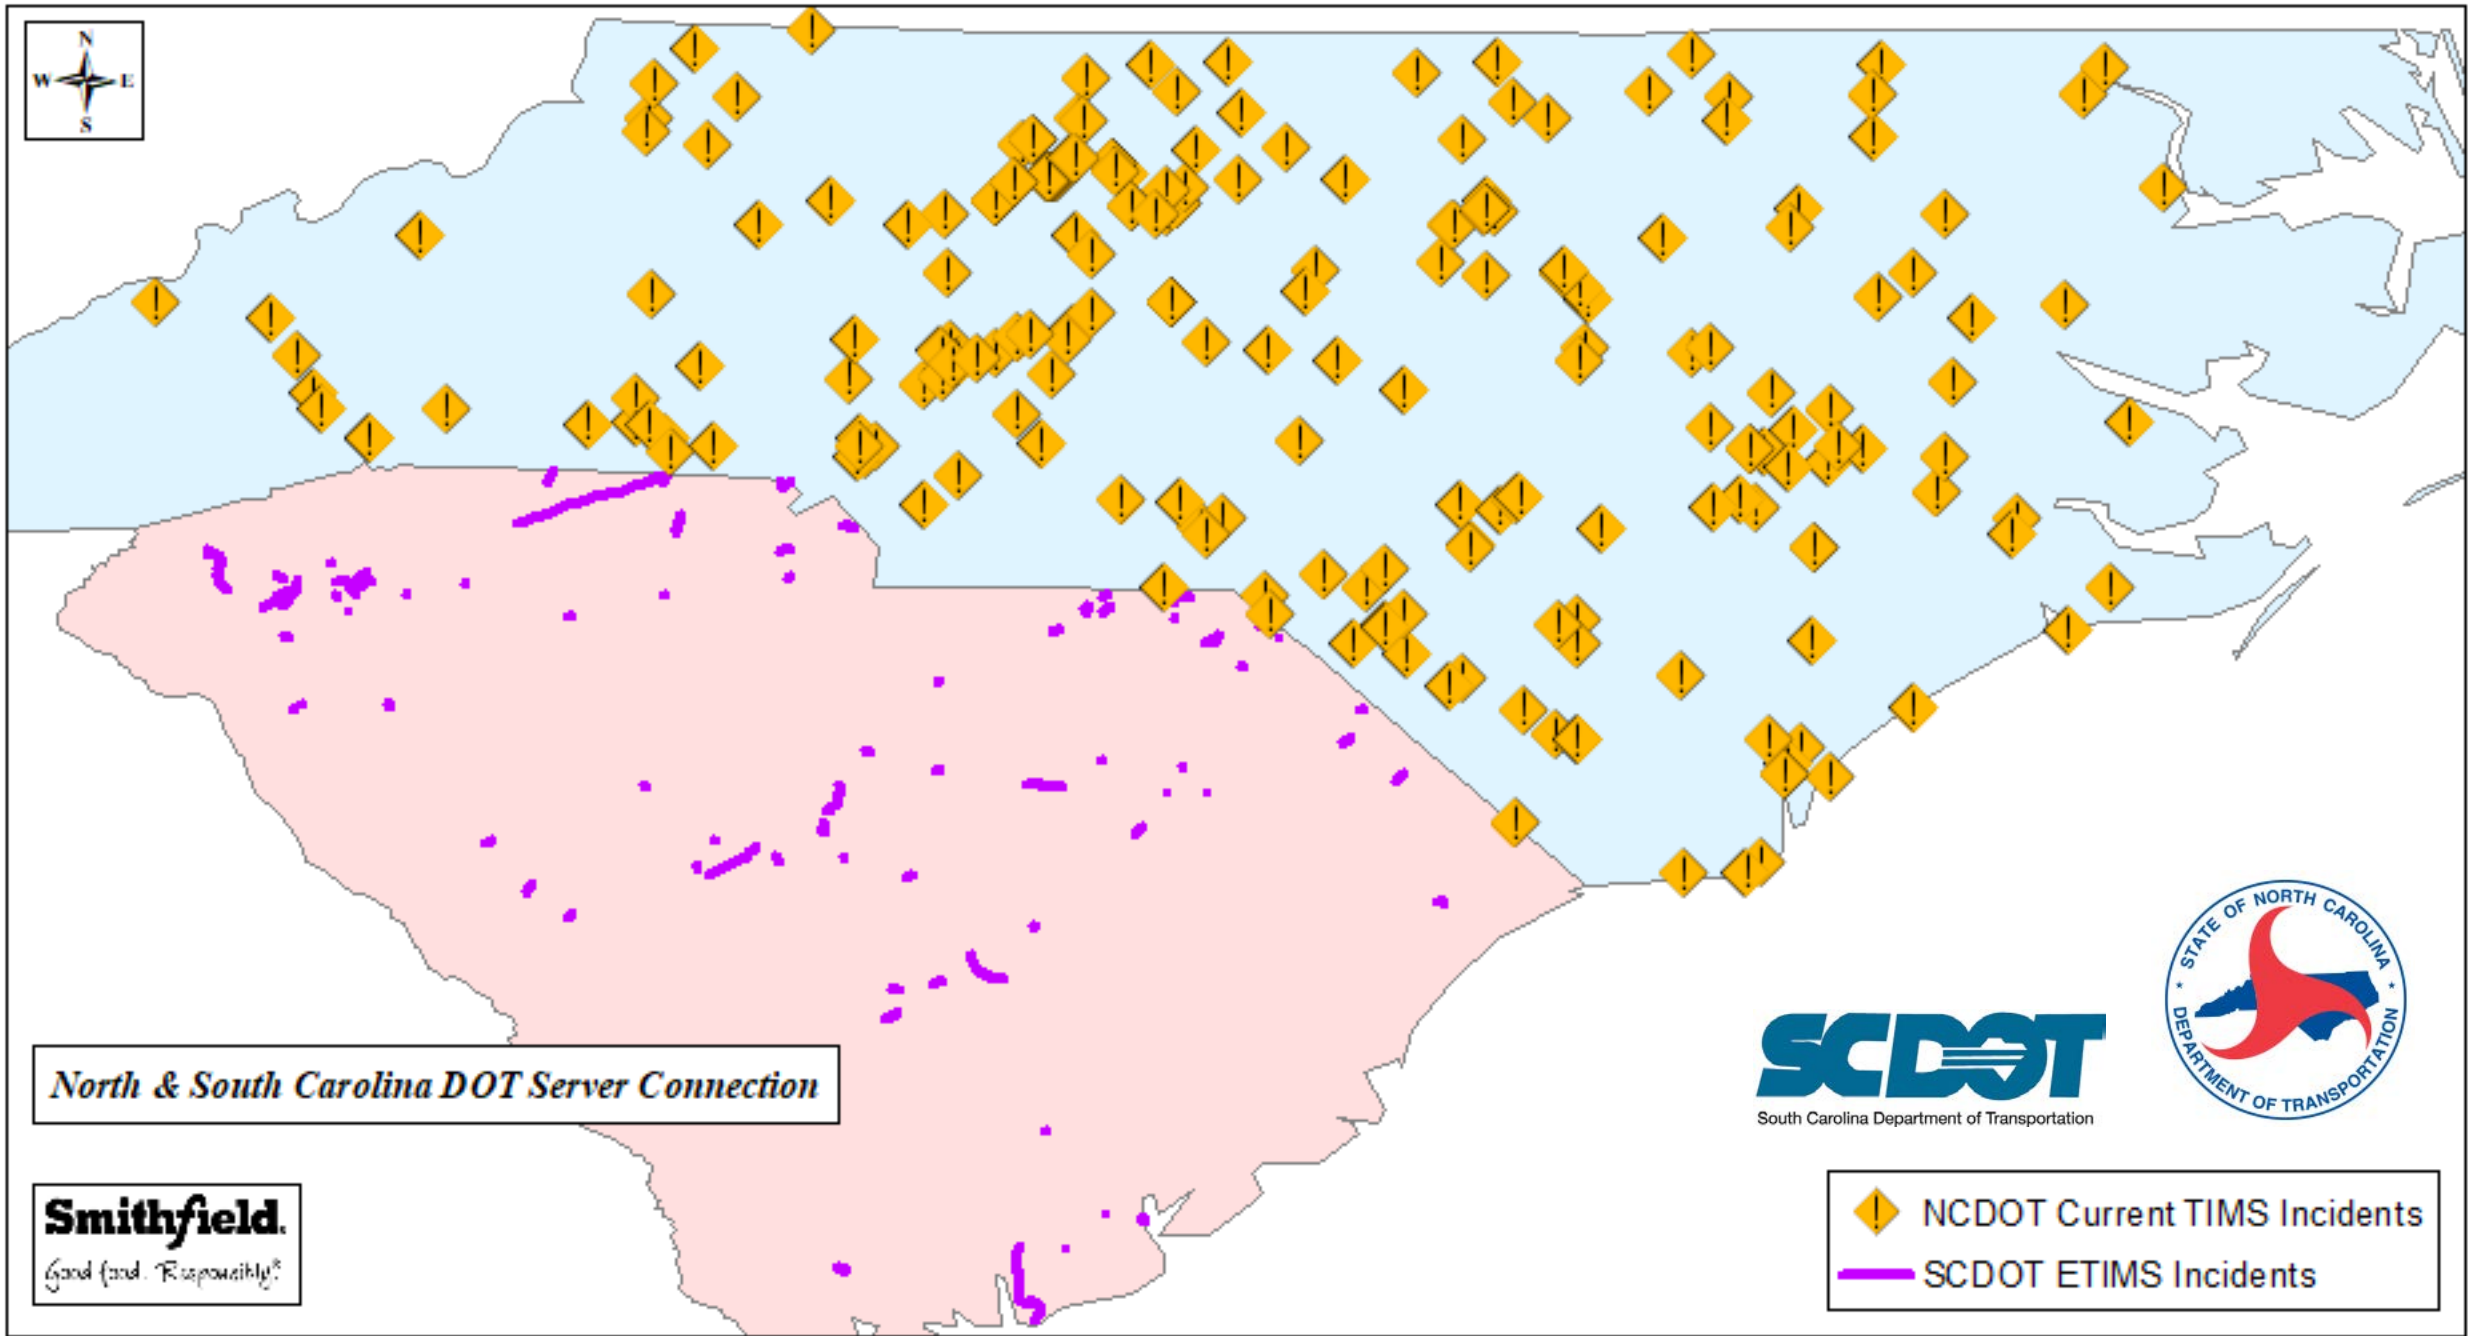 N
W E
S
North & South Carolina DOT Server Connection
Smithfield.
Good food. Responsibly.®
SCDOT
South Carolina Department of Transportation
STATE OF NORTH CAROLINA
DEPARTMENT OF TRANSPORTATION
NCDOT Current TIMS Incidents
SCDOT ETIMS Incidents